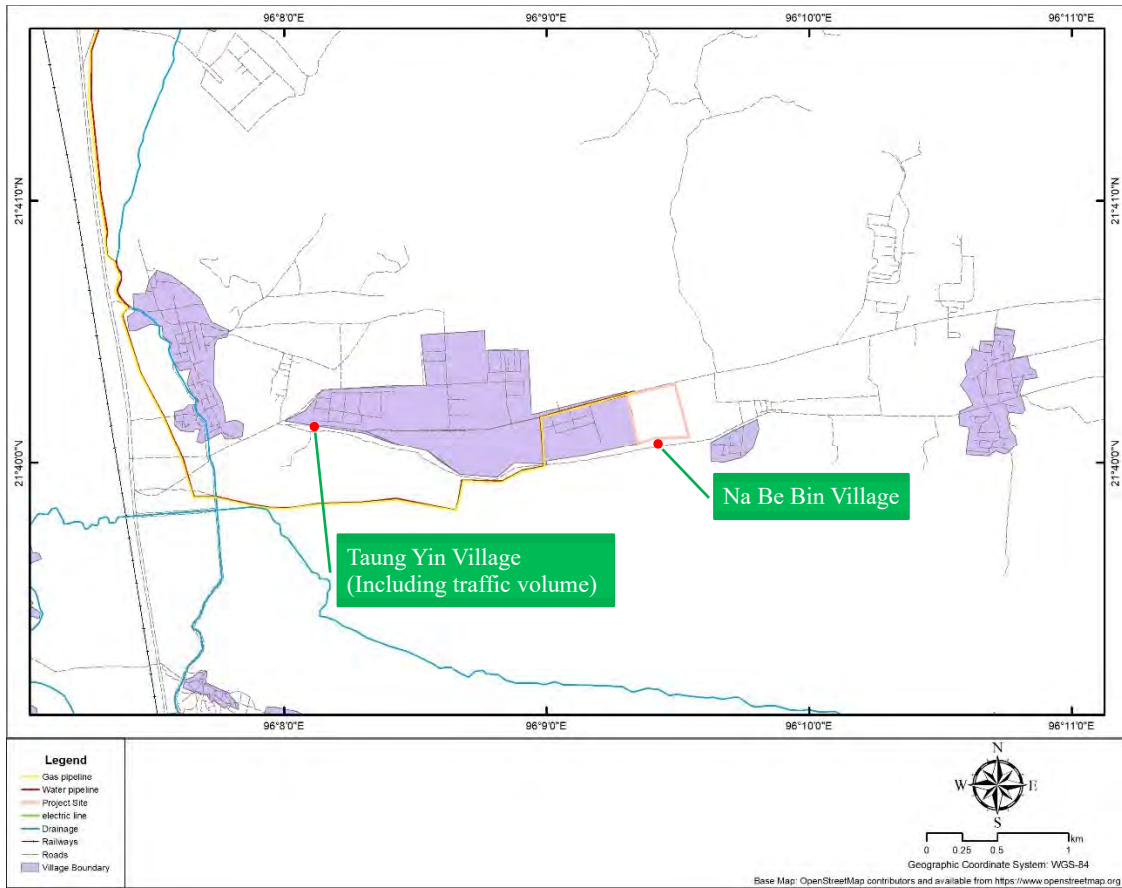 96°8'0"E 96°9'0"E 96°10'0"E 96°11'0"E
21°41'0"N 21°41'0"N
21°40'0"N 21°40'0"N
Na Be Bin Village
Taung Yin Village
(Including traffic volume)
96°8'0"E 96°9'0"E 96°10'0"E 96°11'0"E
Legend
Gas pipeline
Water pipeline
Project Site
electric line
Drainage
Railways
Roads
Village Boundary
N
W E
S
km
0 0.25 0.5 1
Geographic Coordinate System: WGS-84
Base Map: OpenStreetMap contributors and available from https://www.openstreetmap.org